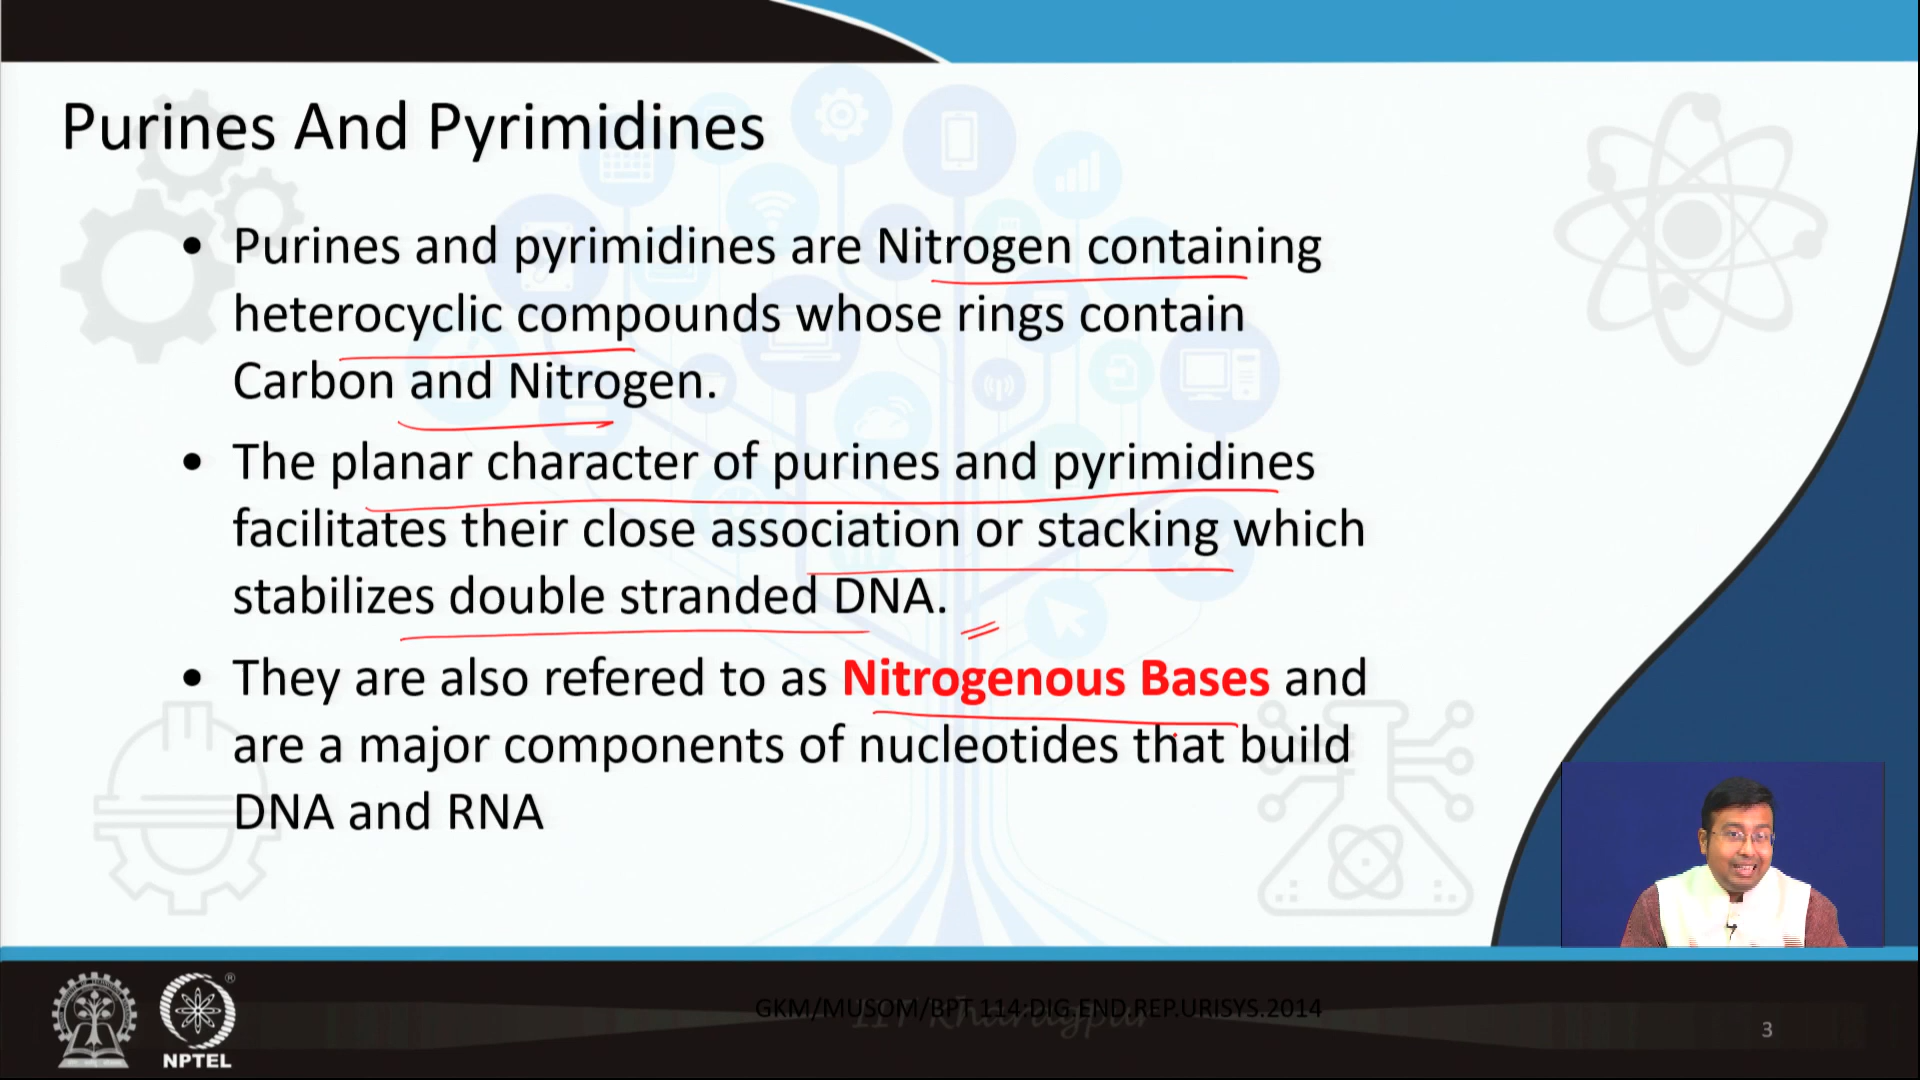 Purines And Pyrimidines
• Purines and pyrimidines are Nitrogen containing
heterocyclic compounds whose rings contain
Carbon and Nitrogen.
• The planar character of purines and pyrimidines
facilitates their close association or stacking which
stabilizes double stranded DNA.
• They are also refered to as Nitrogenous Bases and
are a major components of nucleotides that build
DNA and RNA
GKM/MUSOM/BPT 114:DIG.END.REP.URISYS.2014
IIT Kharagpur
3
NPTEL
®